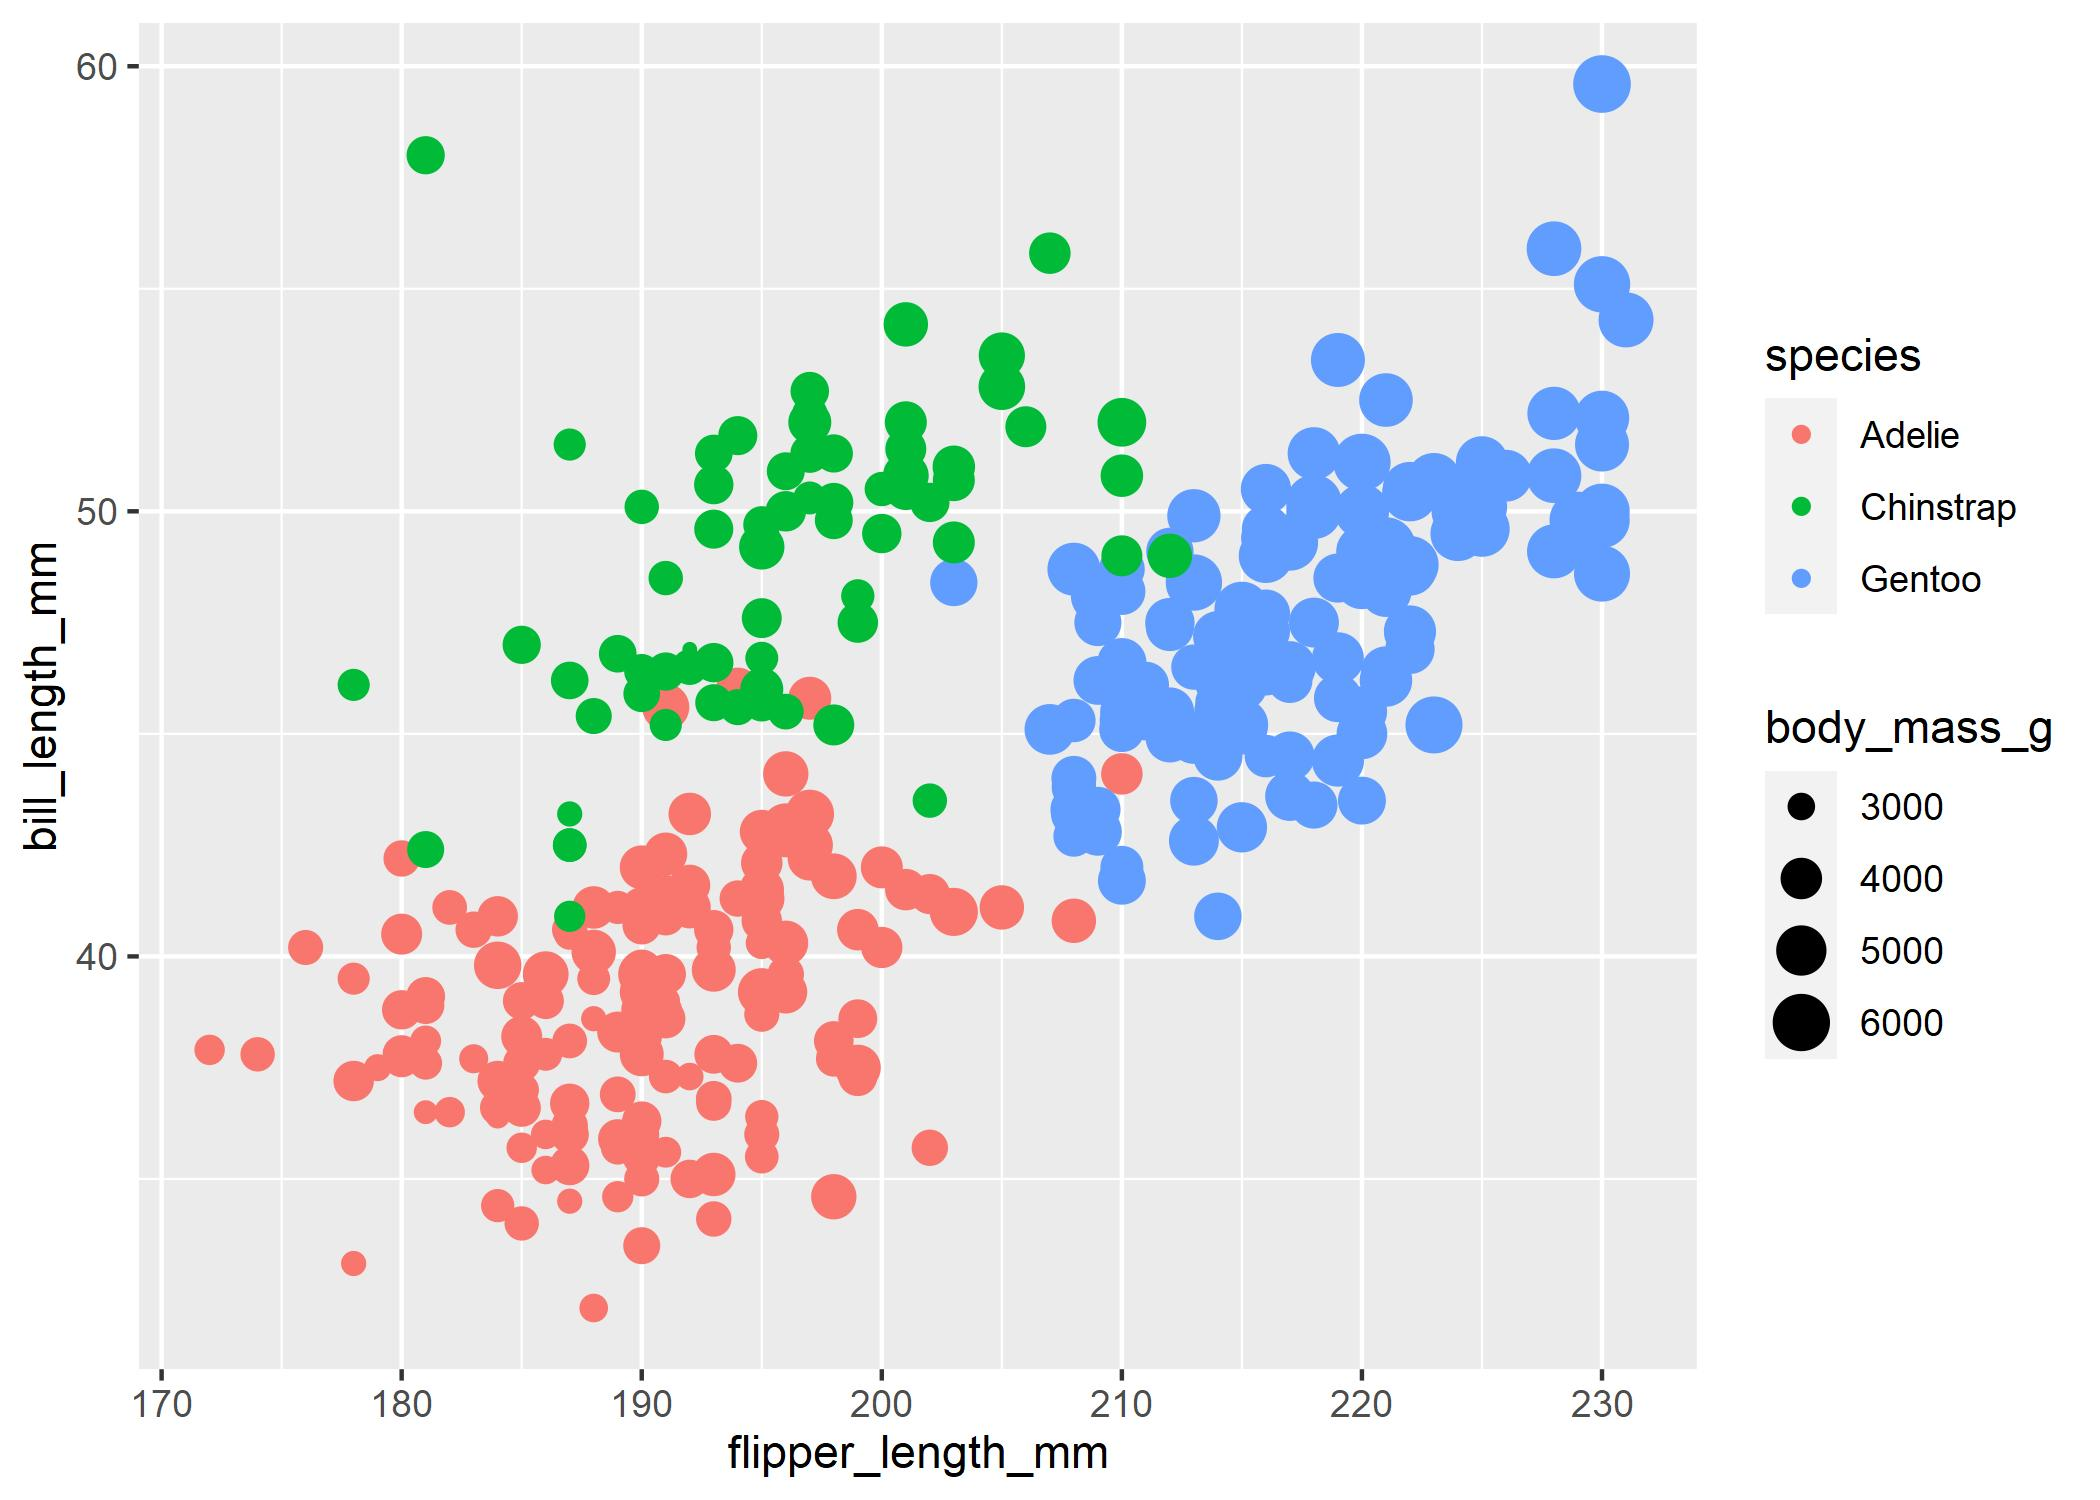 60
50
40
bill_length_mm
170 180 190 200 210 220 230
flipper_length_mm
species
Adelie
Chinstrap
Gentoo
body_mass_g
3000
4000
5000
6000